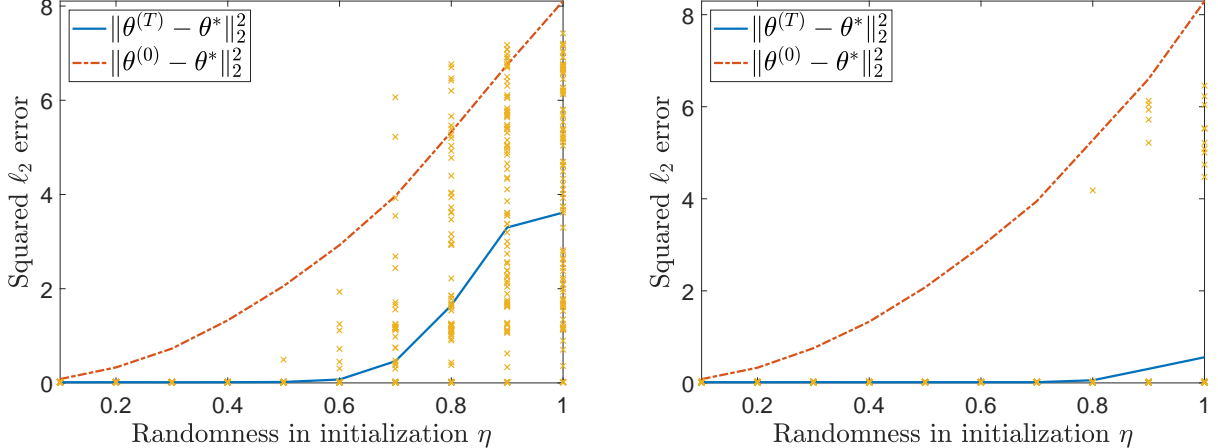 8
6
4
2
0
Squared ℓ₂ error
‖θ⁽ᵀ⁾ − θ*‖₂²
‖θ⁽⁰⁾ − θ*‖₂²
0.2 0.4 0.6 0.8 1
Randomness in initialization η
8
6
4
2
0
Squared ℓ₂ error
‖θ⁽ᵀ⁾ − θ*‖₂²
‖θ⁽⁰⁾ − θ*‖₂²
0.2 0.4 0.6 0.8 1
Randomness in initialization η